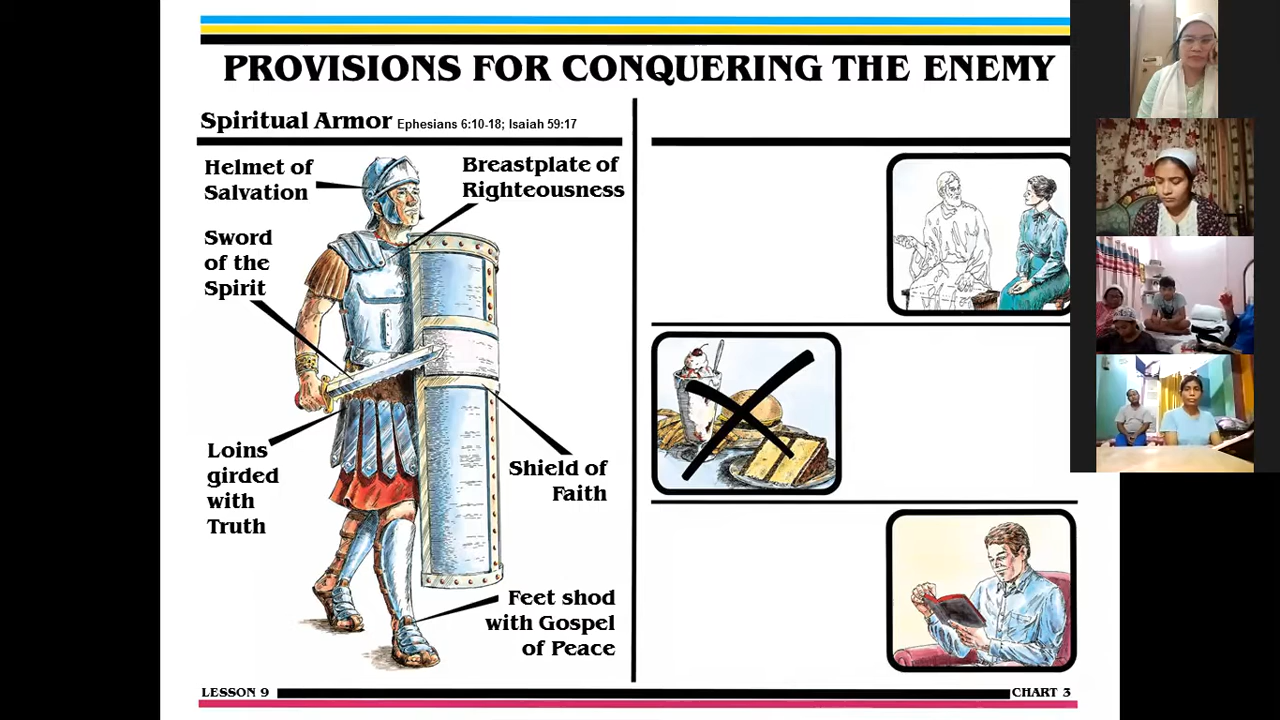 PROVISIONS FOR CONQUERING THE ENEMY
Spiritual Armor Ephesians 6:10-18; Isaiah 59:17
Helmet of
Salvation
Breastplate of
Righteousness
Sword
of the
Spirit
Loins
girded
with
Truth
Shield of
Faith
Feet shod
with Gospel
of Peace
LESSON 9
CHART 3